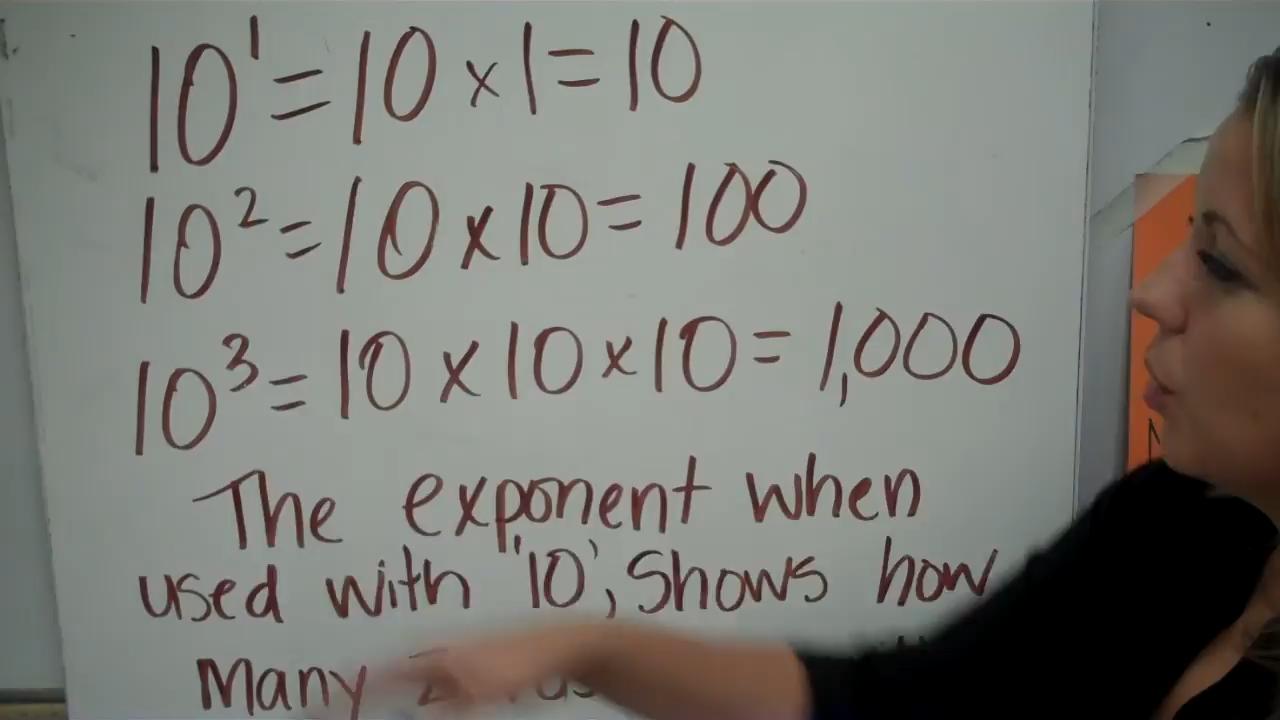 10¹ = 10 x 1 = 10
10² = 10 x 10 = 100
10³ = 10 x 10 x 10 = 1,000
The exponent when
used with '10', Shows how
Many